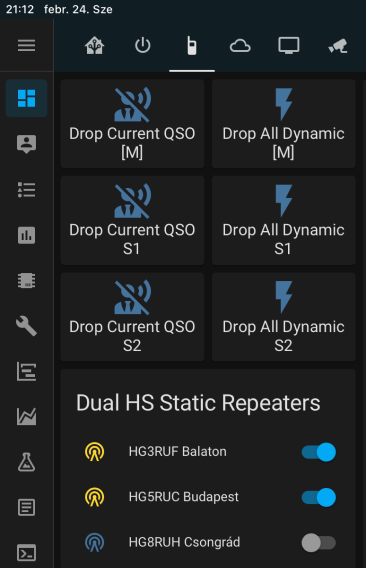 21:12 febr. 24. Sze
Drop Current QSO
[M]
Drop All Dynamic
[M]
Drop Current QSO
S1
Drop All Dynamic
S1
Drop Current QSO
S2
Drop All Dynamic
S2
Dual HS Static Repeaters
HG3RUF Balaton
HG5RUC Budapest
HG8RUH Csongrád